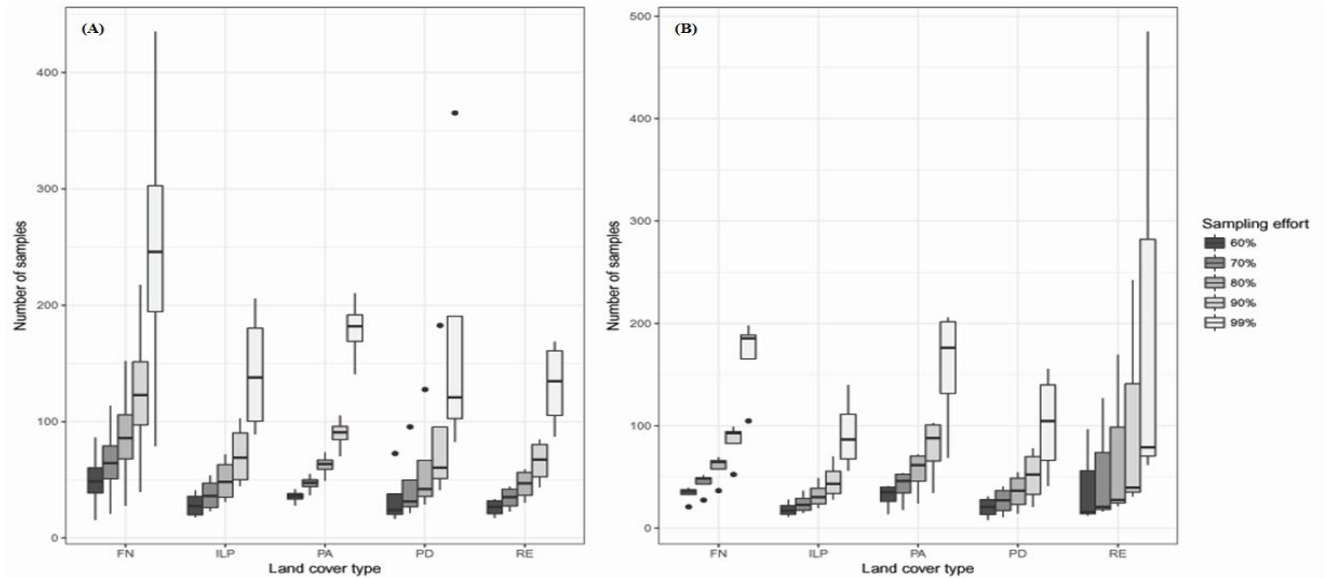 (A)
Number of samples
400
300
200
100
0
FN ILP PA PD RE
Land cover type
(B)
Number of samples
500
400
300
200
100
0
FN ILP PA PD RE
Land cover type
Sampling effort
60%
70%
80%
90%
99%